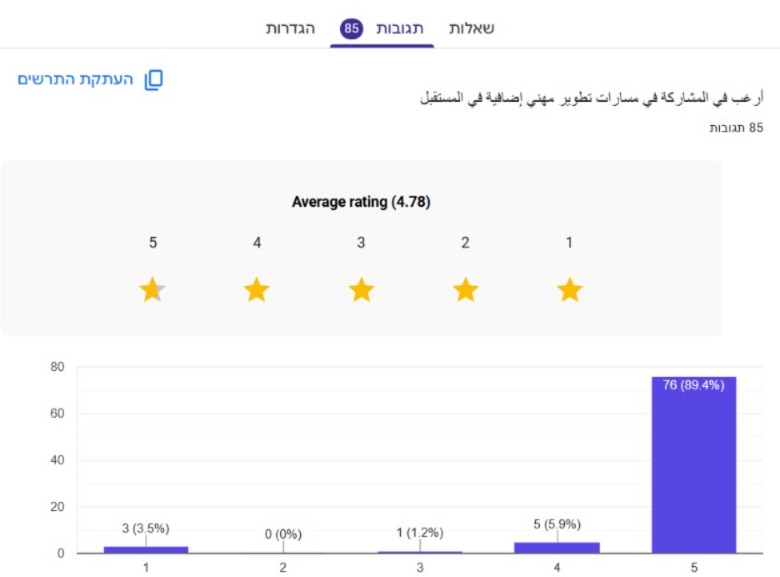 שאלות תגובות 85 הגדרות
העתקת התרשים
أرغب في المشاركة في مسارات تطوير مهني إضافية في المستقبل
85 תגובות
Average rating (4.78)
5 4 3 2 1
80
60
40
20
0
3 (3.5%)
0 (0%)
1 (1.2%)
5 (5.9%)
76 (89.4%)
1 2 3 4 5